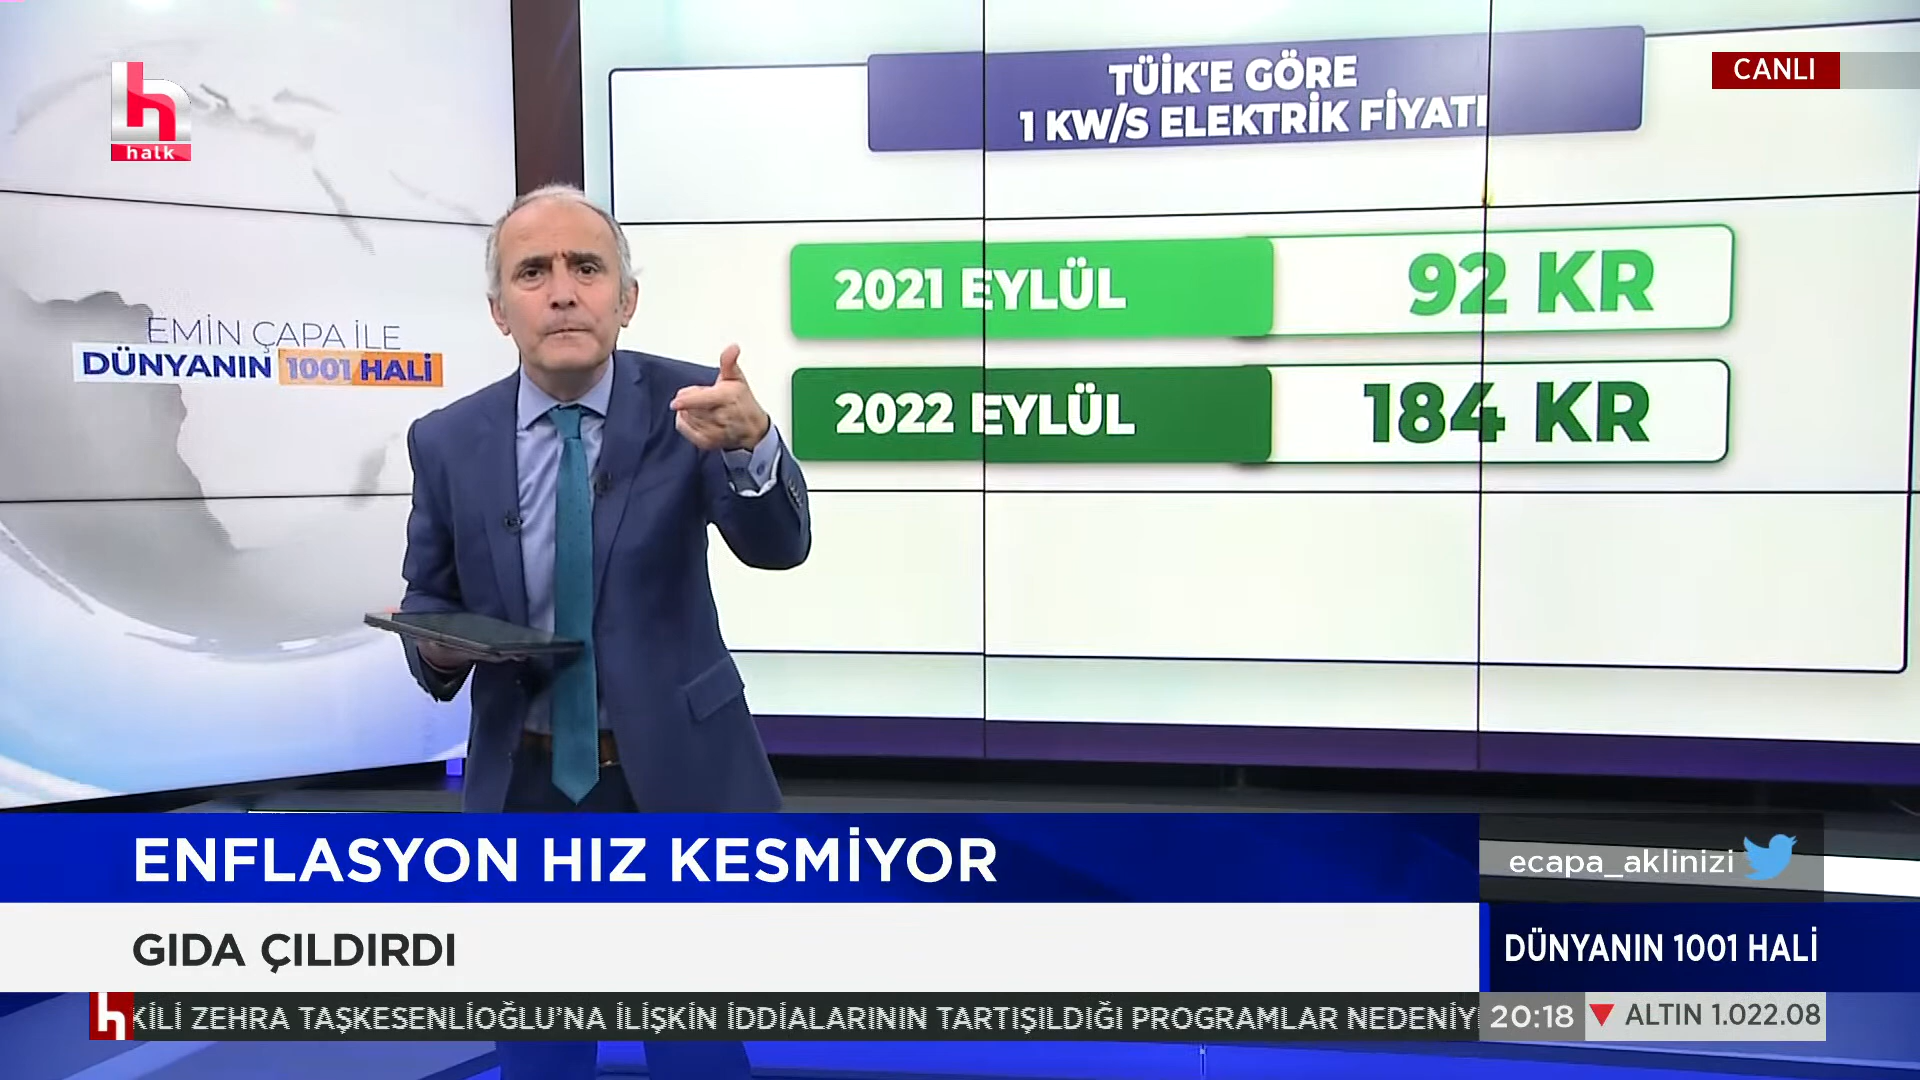 h
halk
CANLI
TÜİK'E GÖRE
1 KW/S ELEKTRİK FİYATI
2021 EYLÜL 92 KR
2022 EYLÜL 184 KR
EMİN ÇAPA İLE
DÜNYANIN 1001 HALİ
ENFLASYON HIZ KESMİYOR
ecapa_aklinizi
GIDA ÇILDIRDI
DÜNYANIN 1001 HALİ
h KİLİ ZEHRA TAŞKESENLİOĞLU'NA İLİŞKİN İDDİALARININ TARTIŞILDIĞI PROGRAMLAR NEDENİY 20:18 ALTIN 1.022.08